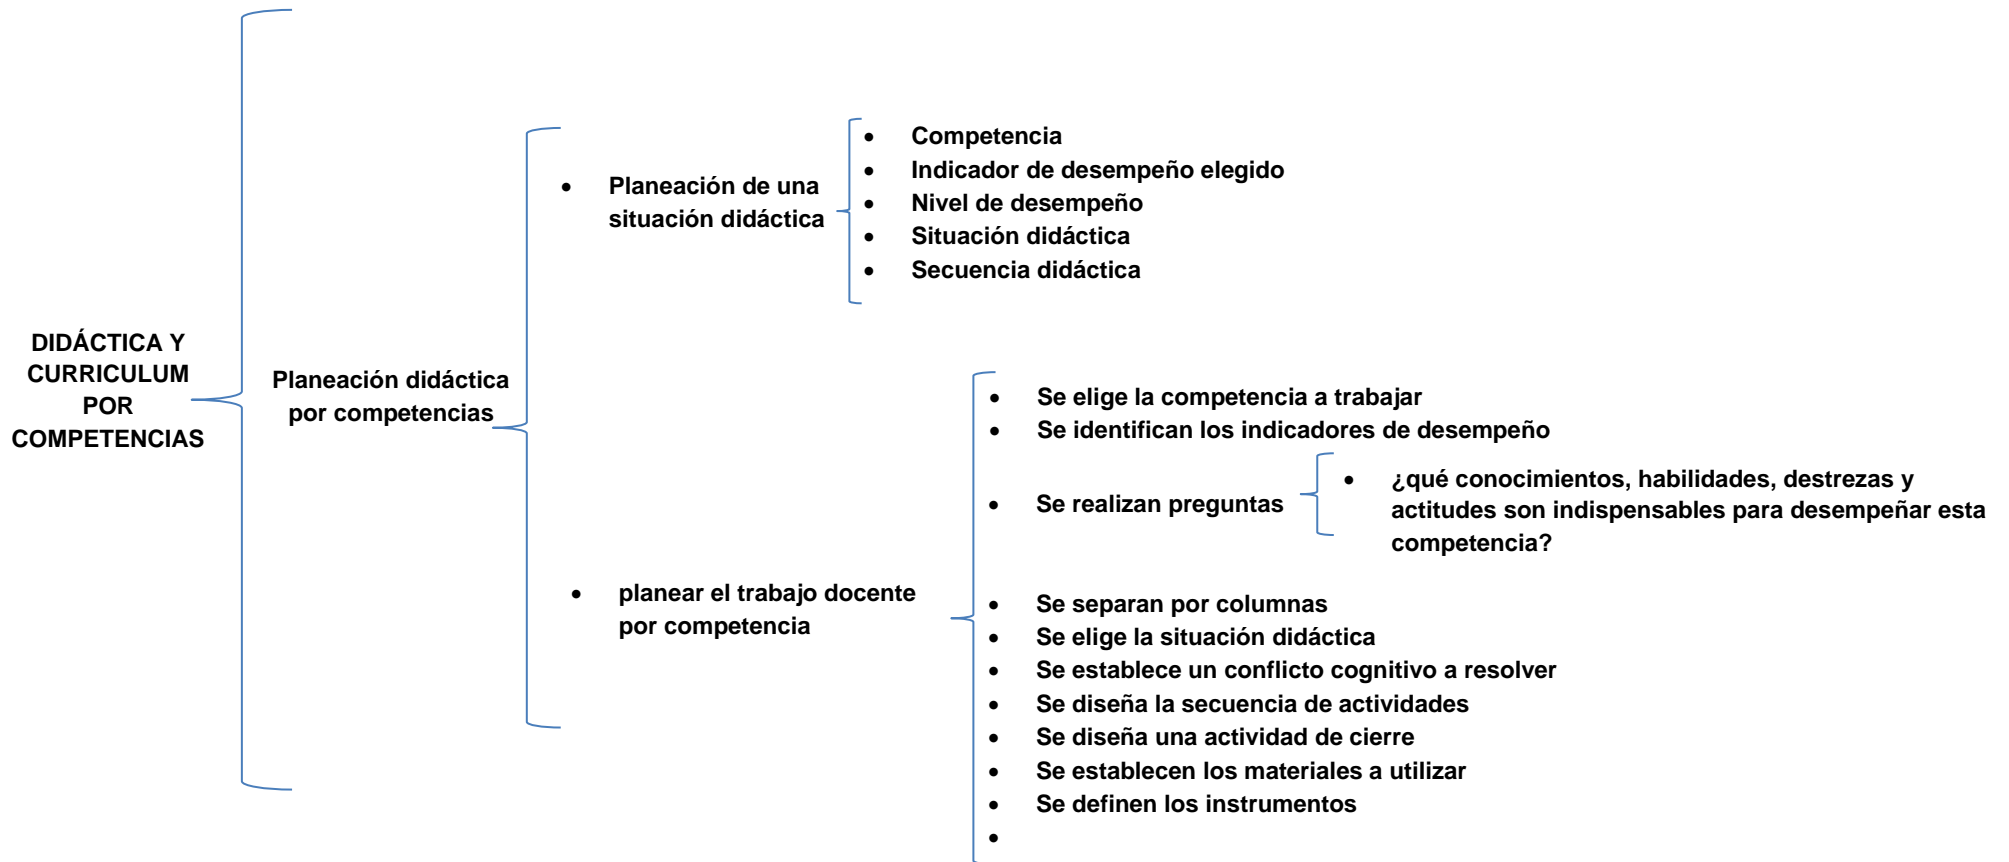 DIDÁCTICA Y
CURRICULUM
POR
COMPETENCIAS
Planeación didáctica
por competencias
• Planeación de una
situación didáctica
• Competencia
• Indicador de desempeño elegido
• Nivel de desempeño
• Situación didáctica
• Secuencia didáctica
• planear el trabajo docente
por competencia
• Se elige la competencia a trabajar
• Se identifican los indicadores de desempeño
• Se realizan preguntas
• ¿qué conocimientos, habilidades, destrezas y
actitudes son indispensables para desempeñar esta
competencia?
• Se separan por columnas
• Se elige la situación didáctica
• Se establece un conflicto cognitivo a resolver
• Se diseña la secuencia de actividades
• Se diseña una actividad de cierre
• Se establecen los materiales a utilizar
• Se definen los instrumentos
•